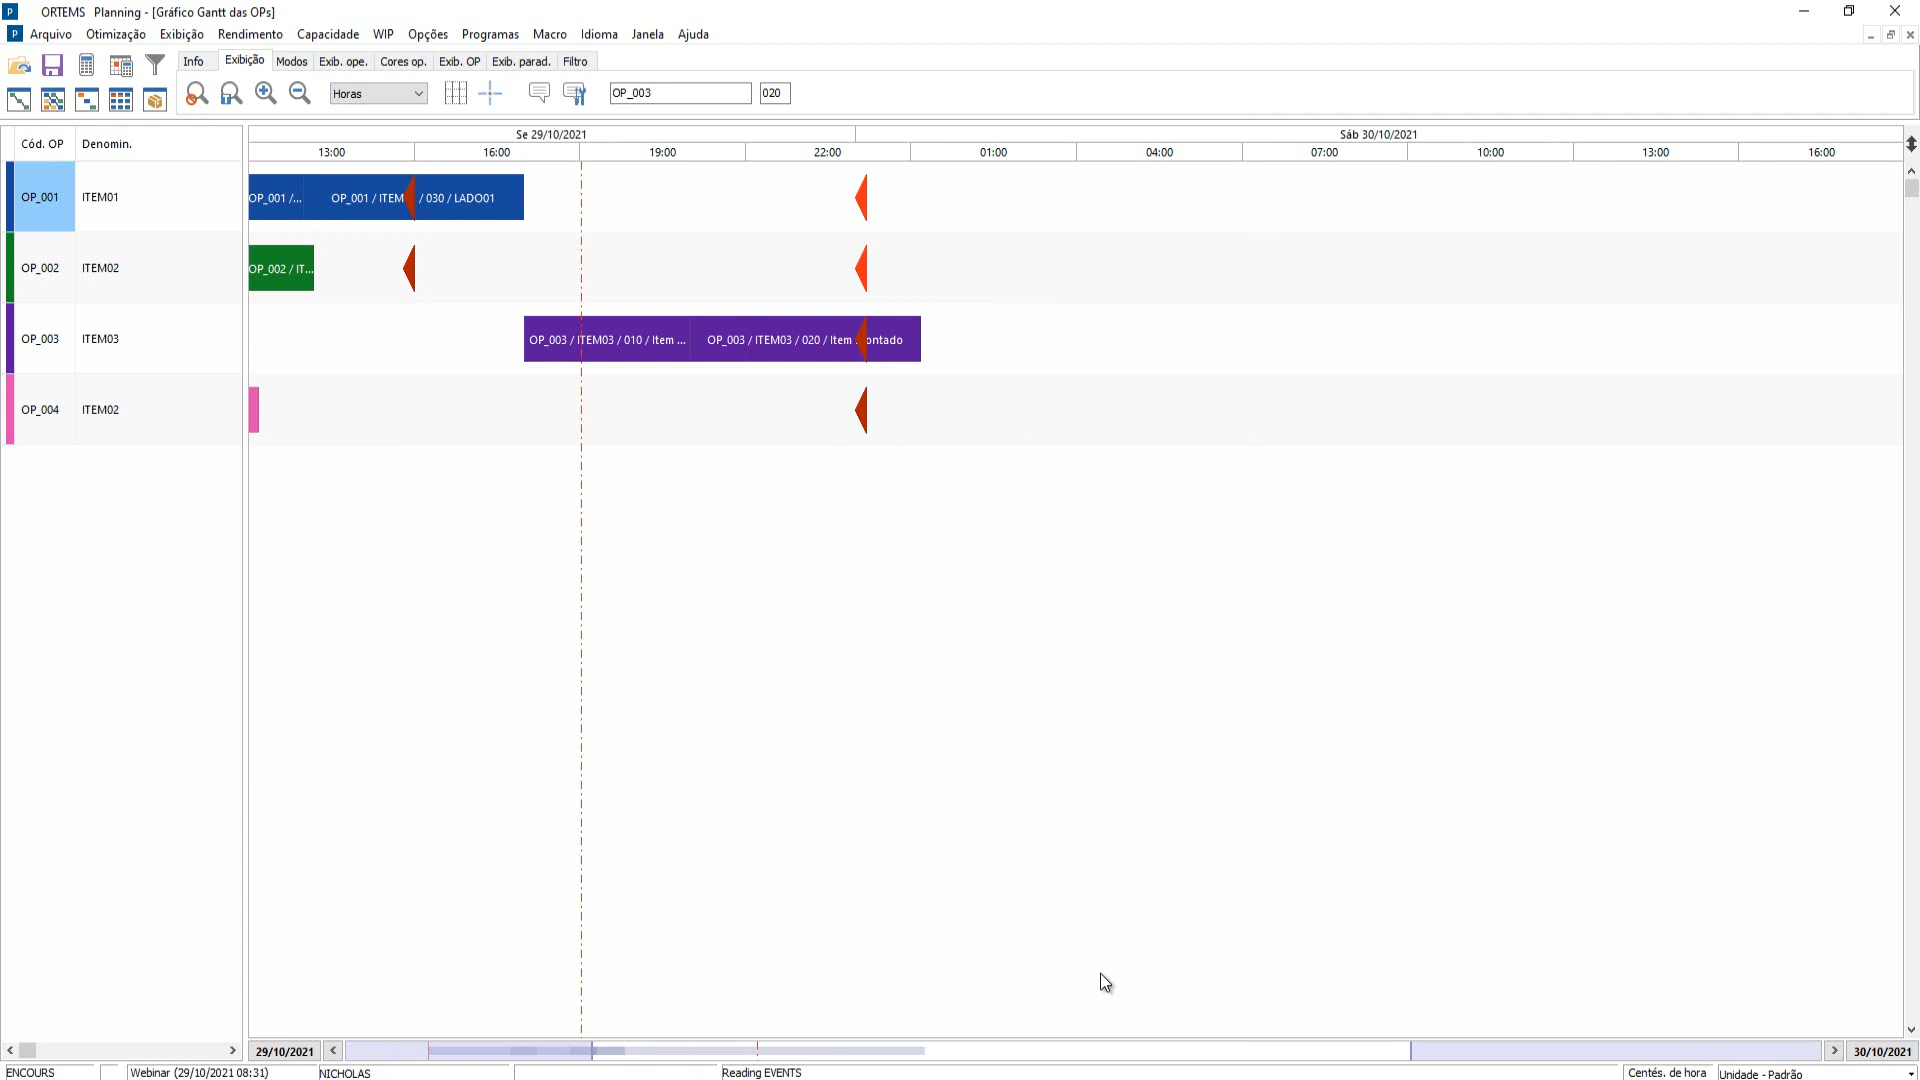 ORTEMS Planning - [Gráfico Gantt das OPs]
Arquivo Otimização Exibição Rendimento Capacidade WIP Opções Programas Macro Idioma Janela Ajuda
Info Exibição Modos Exib. ope. Cores op. Exib. OP Exib. parad. Filtro
Horas OP_003 020
Cód. OP Denomin. Se 29/10/2021 Sáb 30/10/2021
13:00 16:00 19:00 22:00 01:00 04:00 07:00 10:00 13:00 16:00
OP_001 ITEM01 OP_001 /... OP_001 / ITEM / 030 / LADO01
OP_002 ITEM02 OP_002 / IT...
OP_003 ITEM03 OP_003 / ITEM03 / 010 / Item ... OP_003 / ITEM03 / 020 / Item ontado
OP_004 ITEM02
29/10/2021 30/10/2021
ENCOURS Webinar (29/10/2021 08:31) NICHOLAS Reading EVENTS Centés. de hora Unidade - Padrão